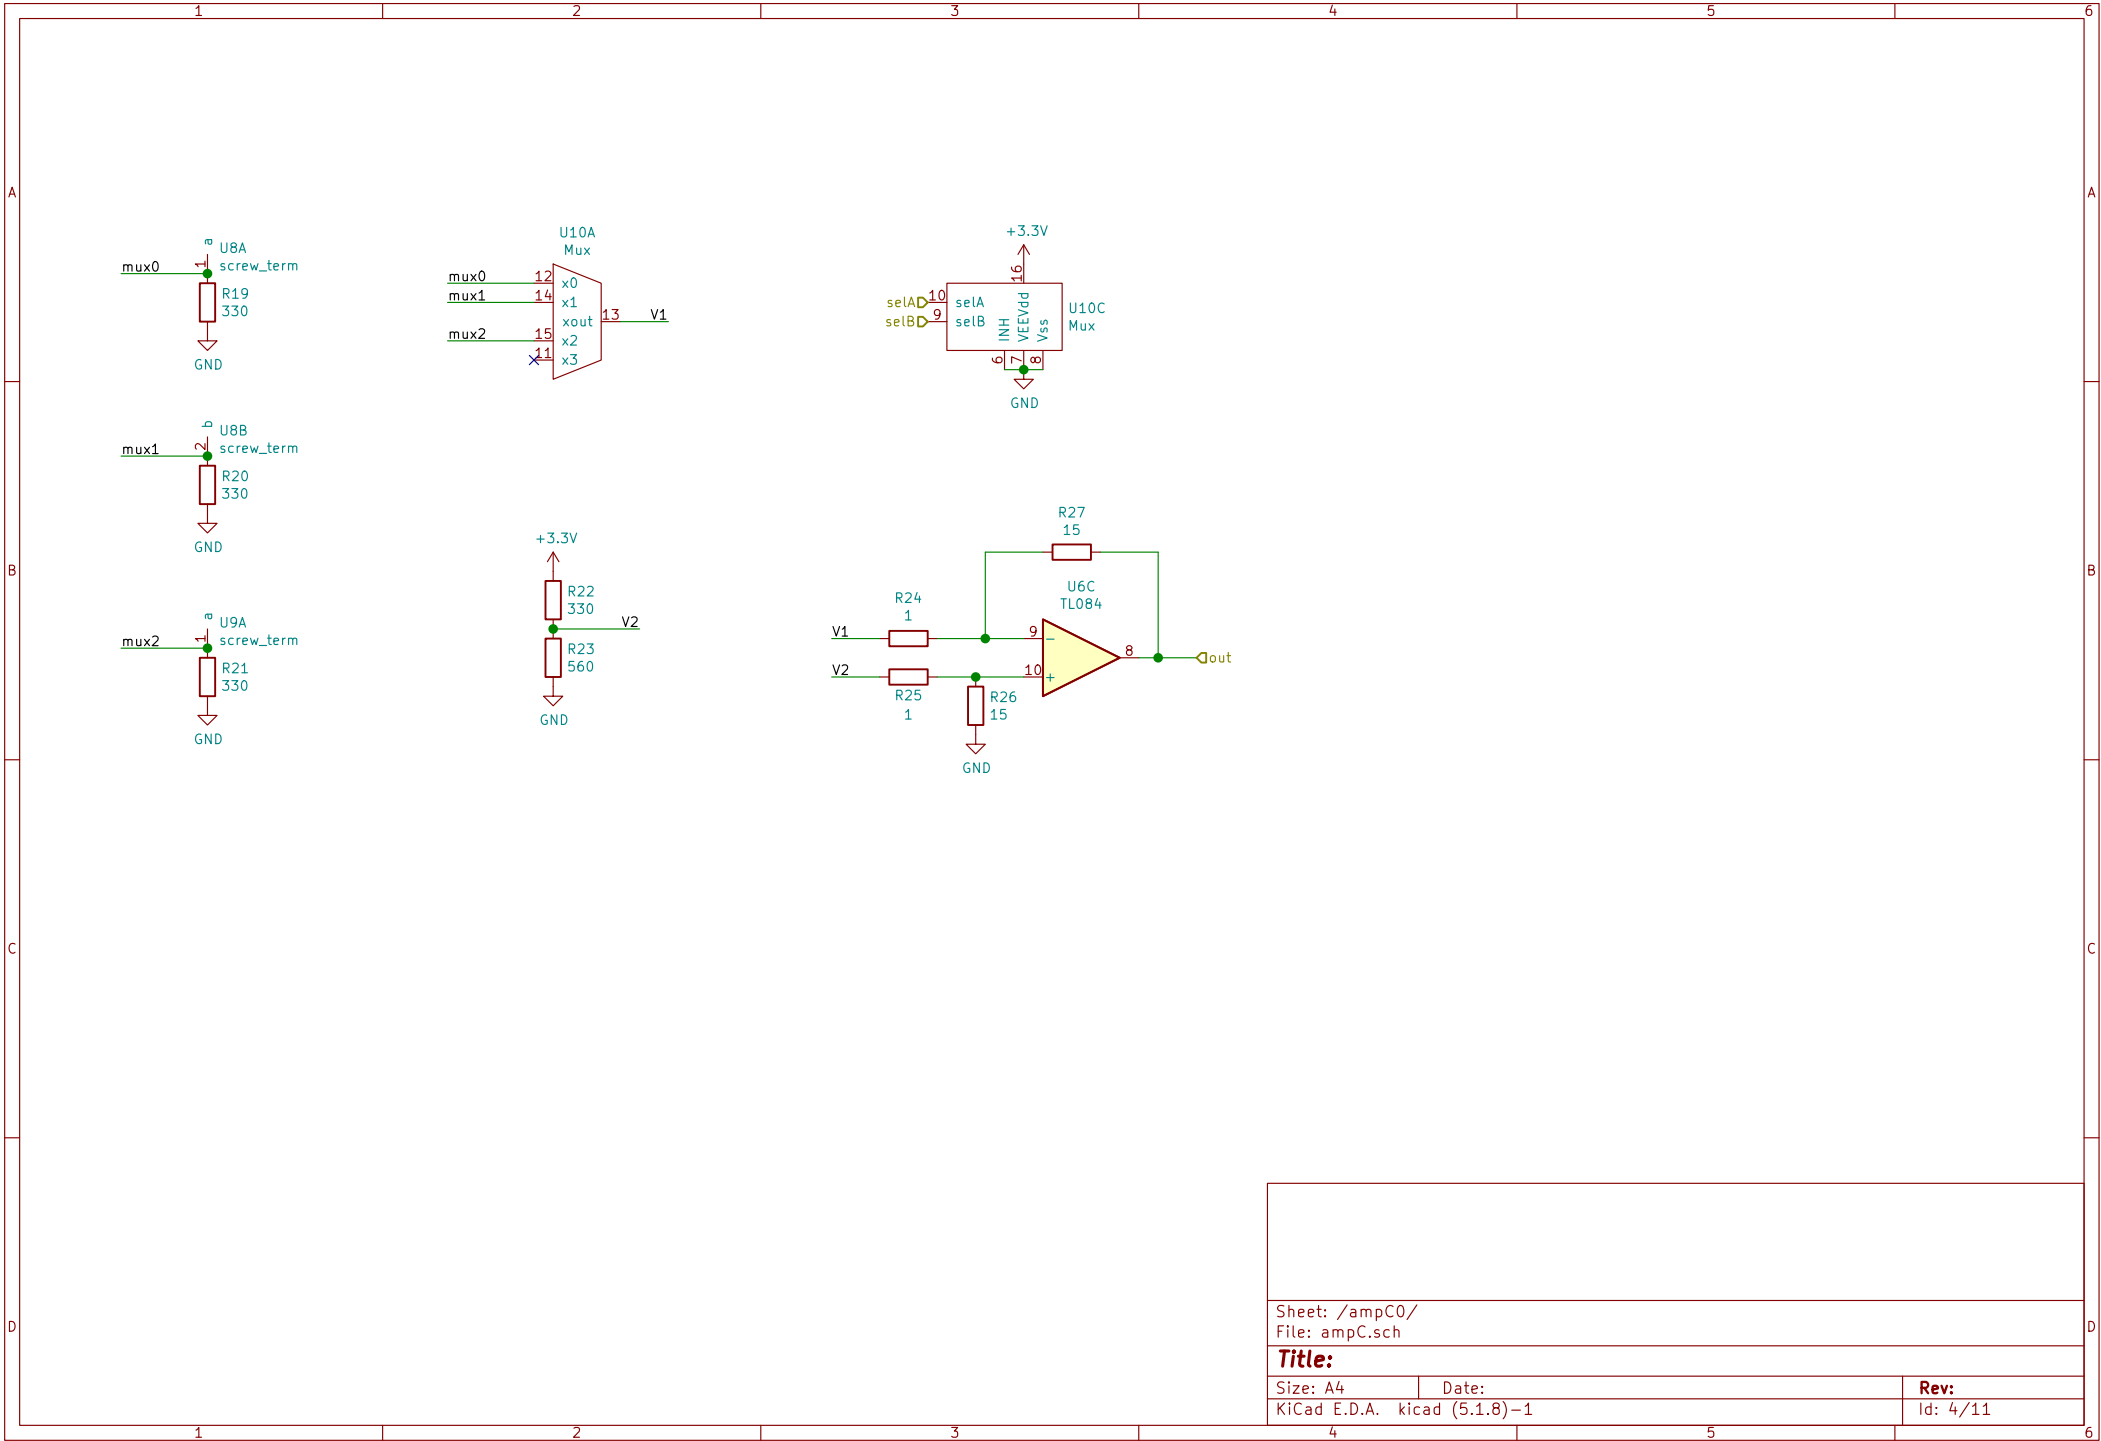 1 2 3 4 5 6
A A
B B
C C
D D
mux0
1
a
U8A
screw_term
R19
330
GND
mux1
2
b
U8B
screw_term
R20
330
GND
mux2
1
a
U9A
screw_term
R21
330
GND
U10A
Mux
mux0 12 x0
mux1 14 x1
xout 13 V1
mux2 15 x2
11 x3
+3.3V
16
selA 10 selA
selB 9 selB
INH
VEEVdd
Vss
U10C
Mux
6 7 8
GND
+3.3V
R22
330
V2
R23
560
GND
R27
15
U6C
TL084
R24
1
V1 9 −
8 out
V2 10 +
R25
1
R26
15
GND
Sheet: /ampC0/
File: ampC.sch
Title:
Size: A4 Date: Rev:
KiCad E.D.A. kicad (5.1.8)-1 Id: 4/11
1 2 3 4 5 6